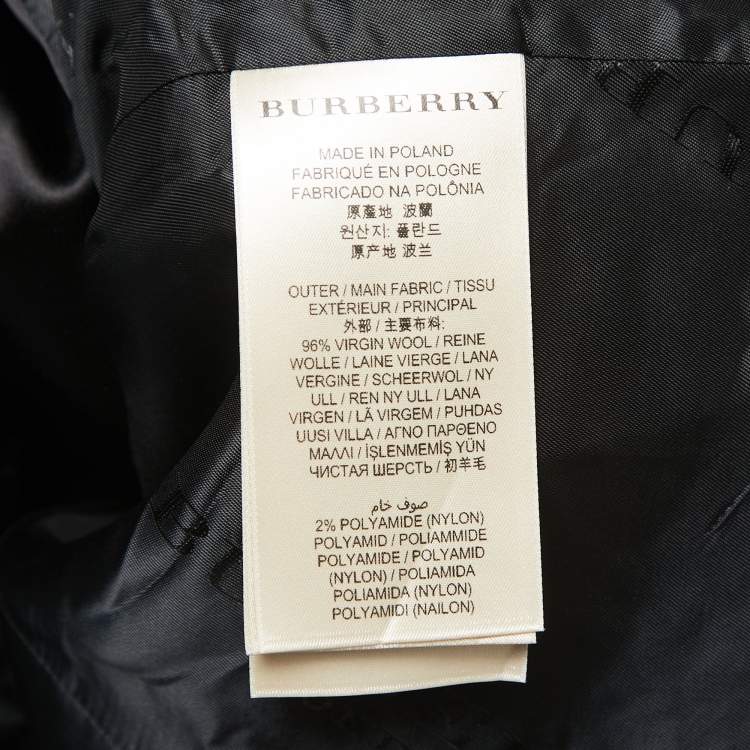 BURBERRY
MADE IN POLAND
FABRIQUÉ EN POLOGNE
FABRICADO NA POLÔNIA
原產地 波蘭
원산지: 폴란드
原产地 波兰
OUTER / MAIN FABRIC / TISSU
EXTÉRIEUR / PRINCIPAL
外部 / 主要布料:
96% VIRGIN WOOL / REINE
WOLLE / LAINE VIERGE / LANA
VERGINE / SCHEERWOL / NY
ULL / REN NY ULL / LANA
VIRGEN / LÃ VIRGEM / PUHDAS
UUSI VILLA / ΑΓΝΟ ΠΑΡΘΕΝΟ
ΜΑΛΛΙ / İŞLENMEMİŞ YÜN
ЧИСТАЯ ШЕРСТЬ / 初羊毛
صوف خام
2% POLYAMIDE (NYLON)
POLYAMID / POLIAMMIDE
POLYAMIDE / POLYAMID
(NYLON) / POLIAMIDA
POLIAMIDA (NYLON)
POLYAMIDI (NAILON)